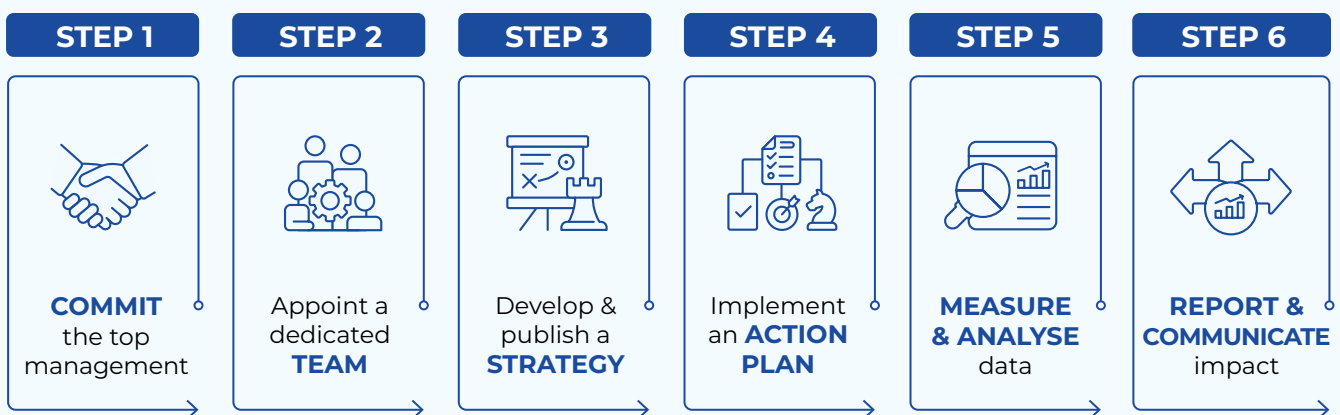 STEP 1
COMMIT
the top
management
STEP 2
Appoint a
dedicated
TEAM
STEP 3
Develop &
publish a
STRATEGY
STEP 4
Implement
an ACTION
PLAN
STEP 5
MEASURE
& ANALYSE
data
STEP 6
REPORT &
COMMUNICATE
impact